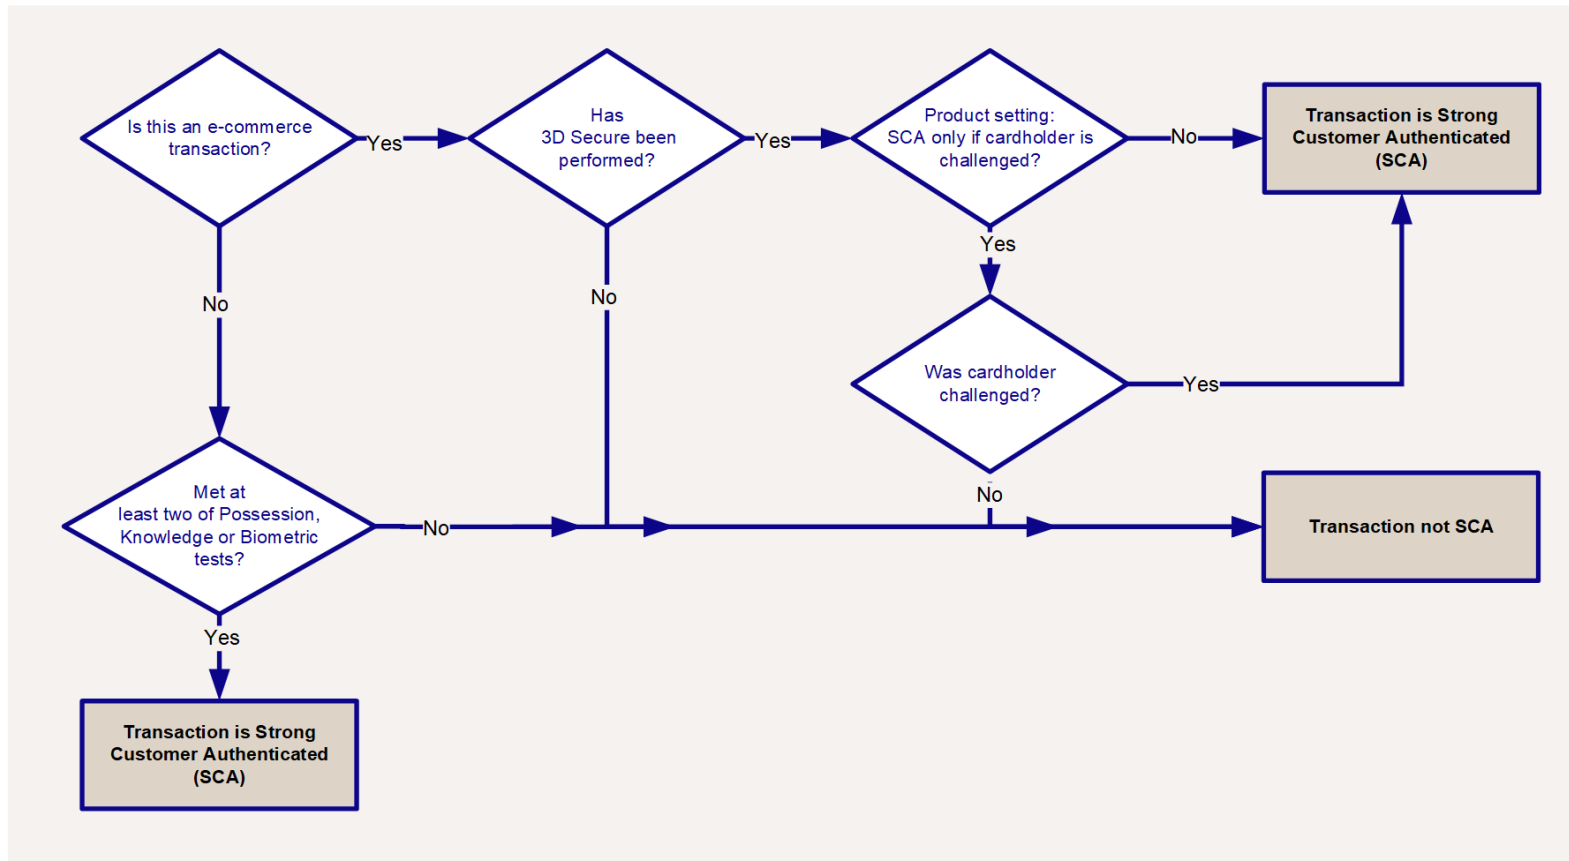 Is this an e-commerce
transaction?
Yes
Has
3D Secure been
performed?
Yes
Product setting:
SCA only if cardholder is
challenged?
No
Transaction is Strong
Customer Authenticated
(SCA)
Yes
No
No
Was cardholder
challenged?
Yes
Met at
least two of Possession,
Knowledge or Biometric
tests?
No
No
Transaction not SCA
Yes
Transaction is Strong
Customer Authenticated
(SCA)